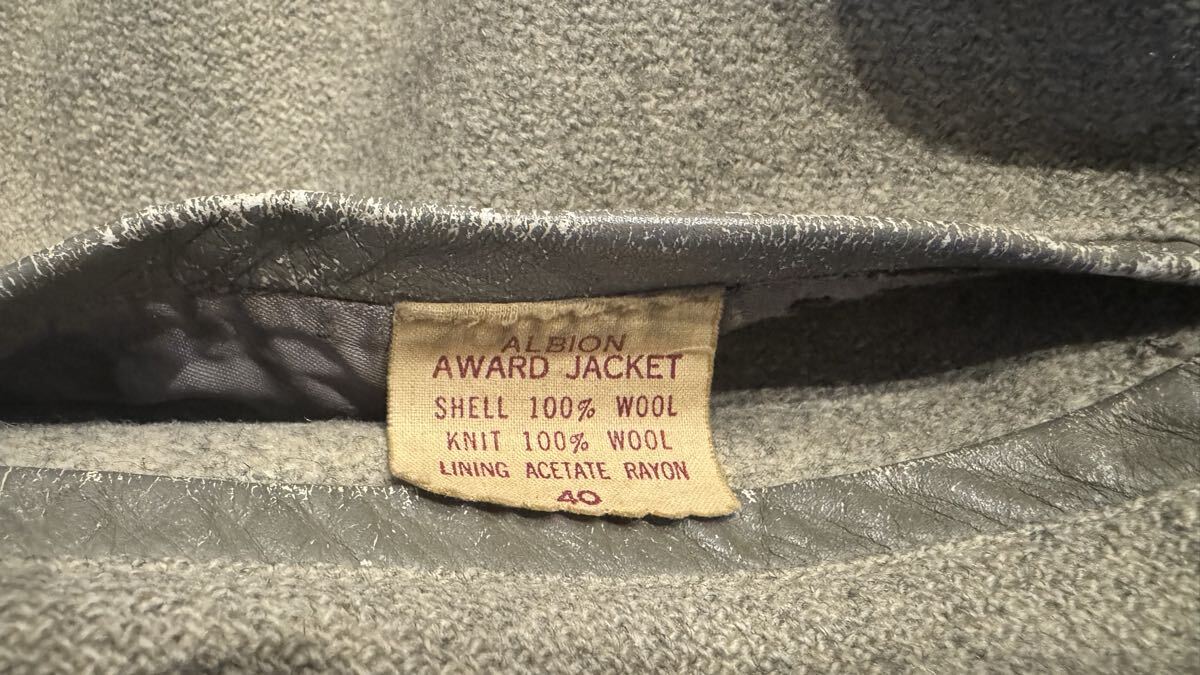 ALBION
AWARD JACKET
SHELL 100% WOOL
KNIT 100% WOOL
LINING ACETATE RAYON
40